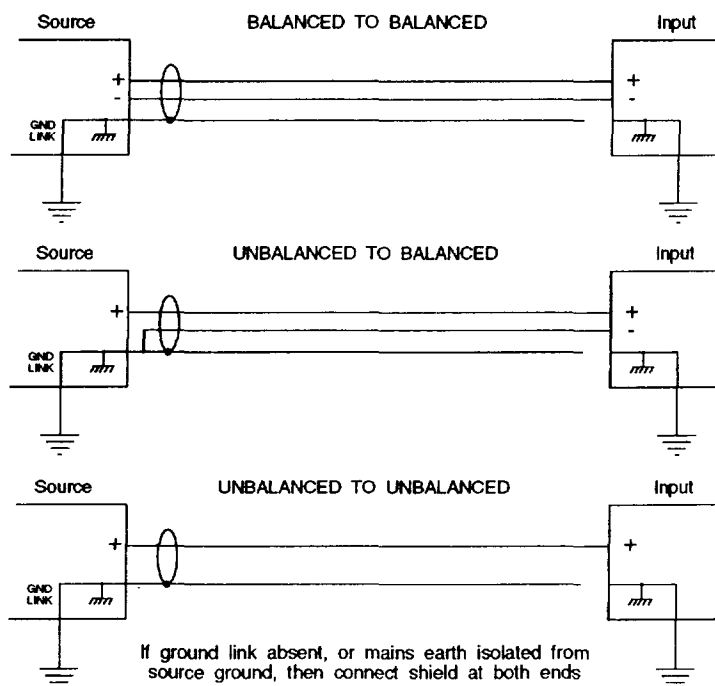 Source BALANCED TO BALANCED Input
+ +
- -
GND
LINK
Source UNBALANCED TO BALANCED Input
+ +
-
GND
LINK
Source UNBALANCED TO UNBALANCED Input
+ +
GND
LINK
If ground link absent, or mains earth isolated from
source ground, then connect shield at both ends